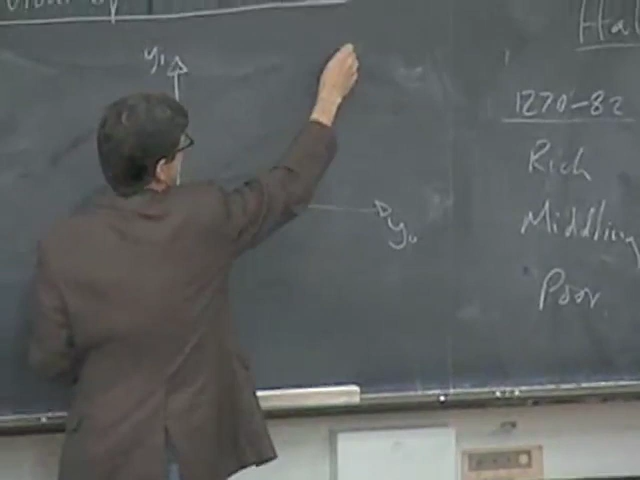 y₁
y₀
1270-82
Rich
Middling
Poor